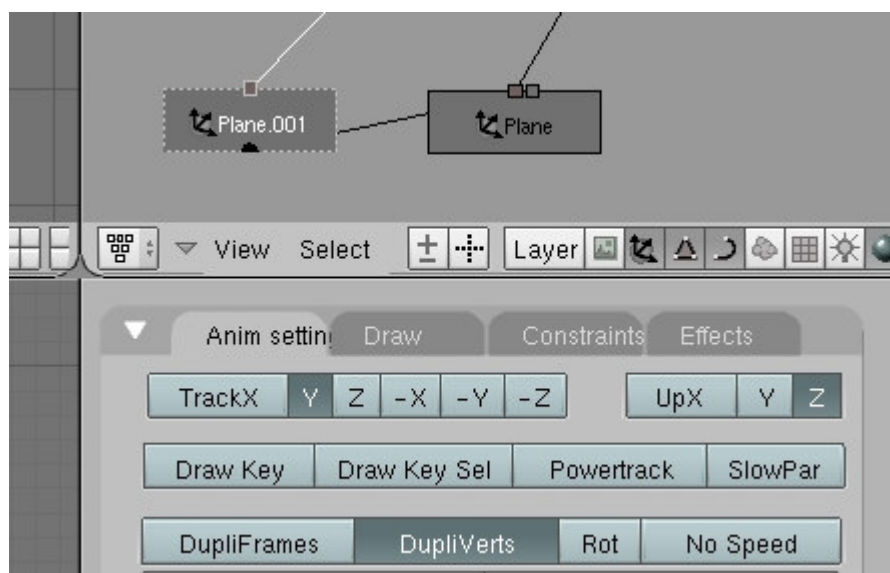 Plane.001 Plane
View Select Layer
Anim settin Draw Constraints Effects
TrackX Y Z -X -Y -Z UpX Y Z
Draw Key Draw Key Sel Powertrack SlowPar
DupliFrames DupliVerts Rot No Speed